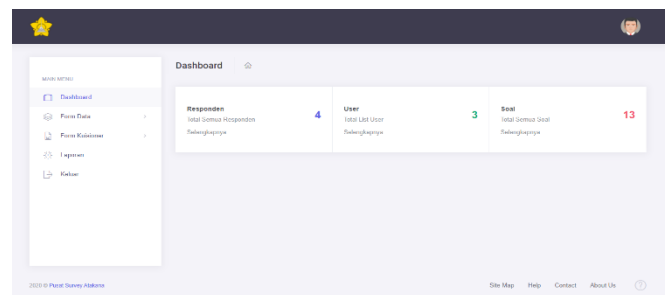 Dashboard
MAIN MENU
Dashboard
Form Data
Form Kuisioner
Laporan
Keluar
Responden
Total Semua Responden
4
Selengkapnya
User
Total List User
3
Selengkapnya
Soal
Total Semua Soal
13
Selengkapnya
2020 © Pusat Survey
Site Map Help Contact About Us